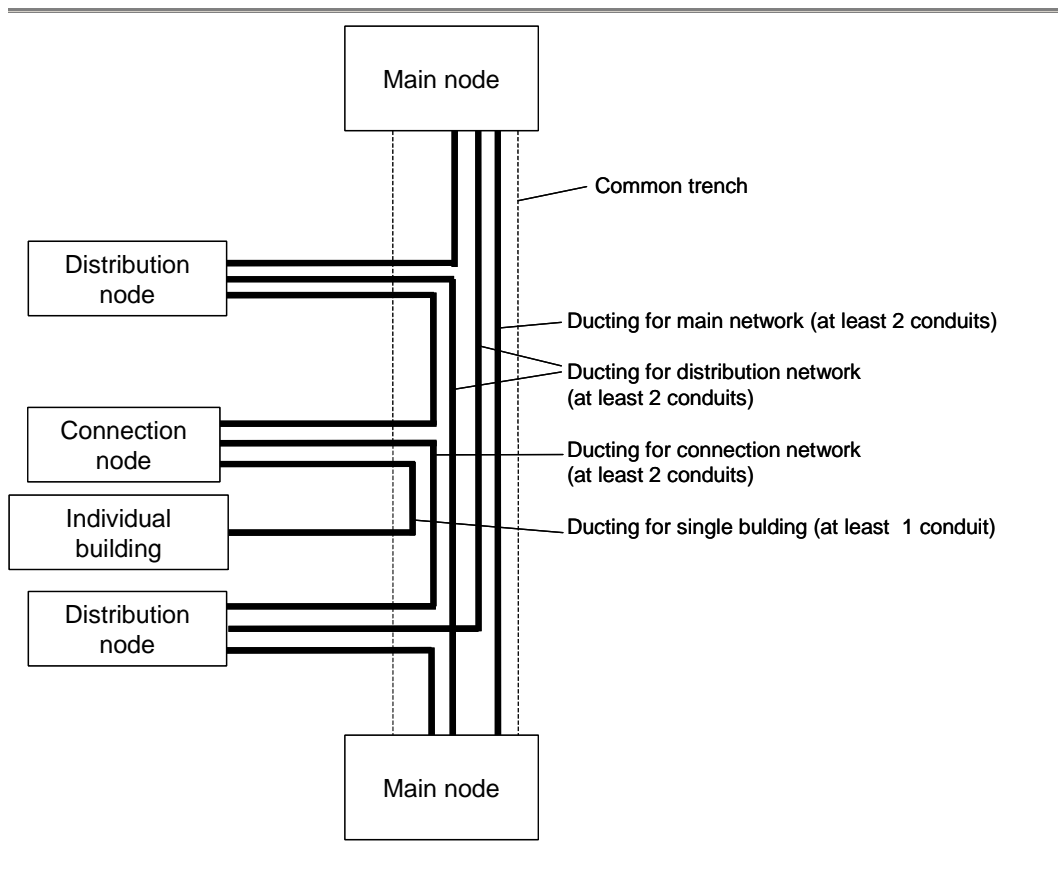 Main node
Common trench
Distribution
node
Ducting for main network (at least 2 conduits)
Ducting for distribution network
(at least 2 conduits)
Connection
node
Ducting for connection network
(at least 2 conduits)
Individual
building
Ducting for single bulding (at least  1 conduit)
Distribution
node
Main node